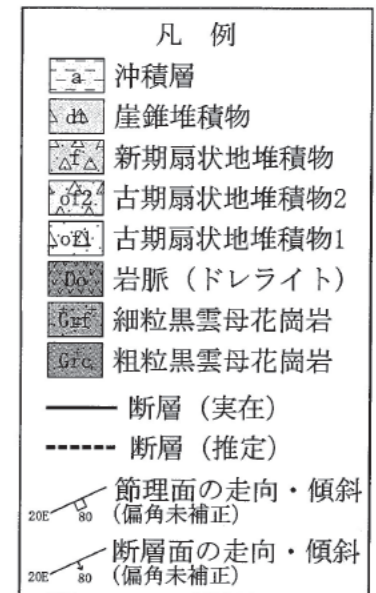 凡 例
a 沖積層
dt 崖錐堆積物
f 新期扇状地堆積物
of2 古期扇状地堆積物2
of1 古期扇状地堆積物1
Do 岩脈（ドレライト）
Grf 細粒黒雲母花崗岩
Grc 粗粒黒雲母花崗岩
断層（実在）
断層（推定）
節理面の走向・傾斜
20E 80 (偏角未補正)
断層面の走向・傾斜
20E 80 (偏角未補正)